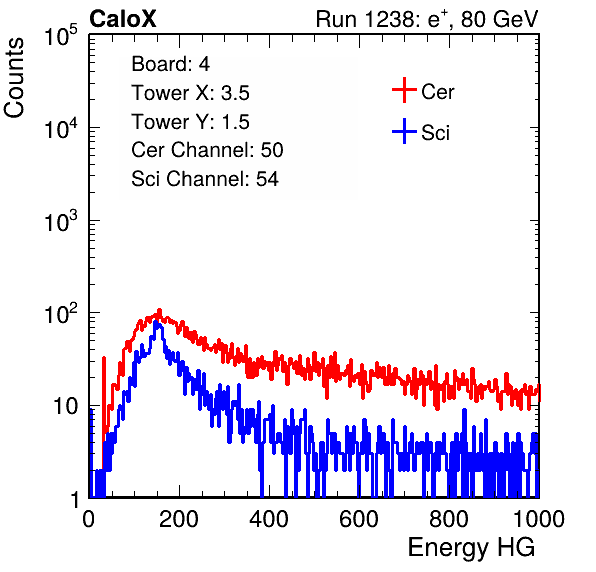 CaloX Run 1238: e⁺, 80 GeV
Counts
Board: 4
Tower X: 3.5
Tower Y: 1.5
Cer Channel: 50
Sci Channel: 54
Cer
Sci
10⁵
10⁴
10³
10²
10
1
0 200 400 600 800 1000
Energy HG